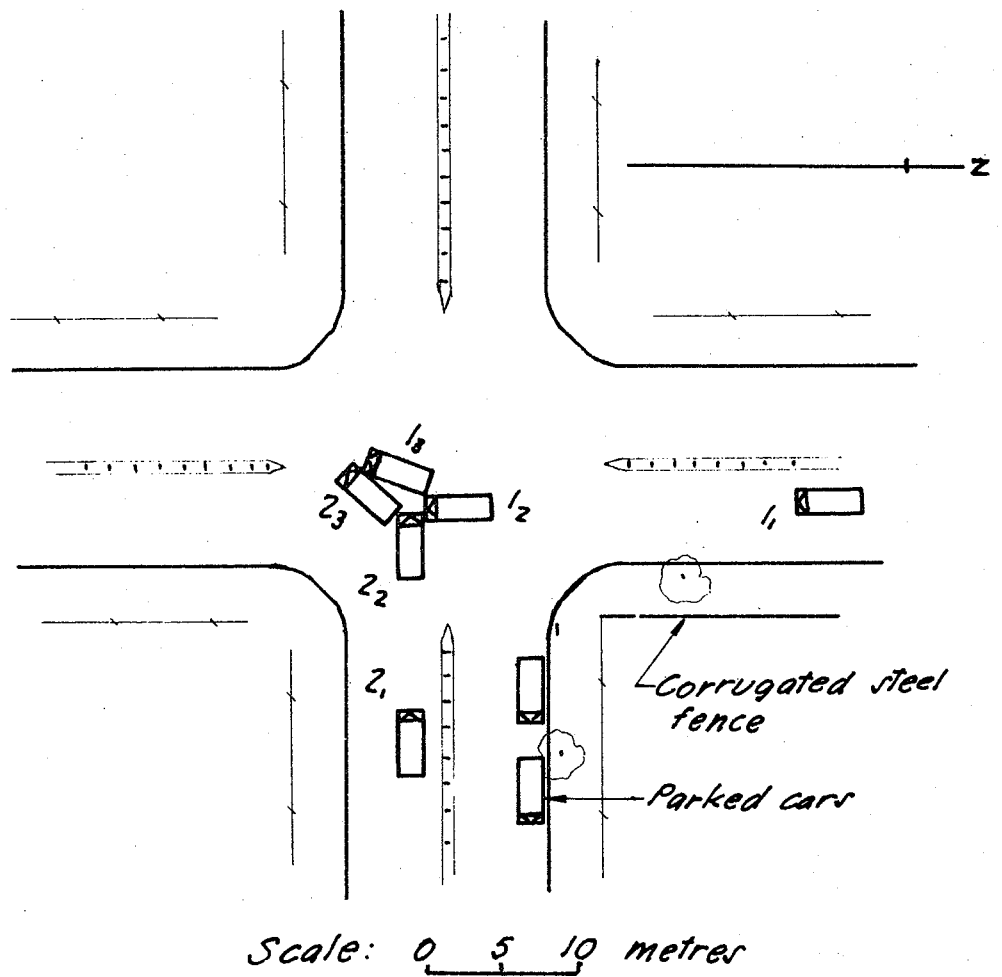 N
1₃
2₃
1₂
1₁
2₂
2₁
Corrugated steel
fence
Parked cars
Scale: 0 5 10 metres